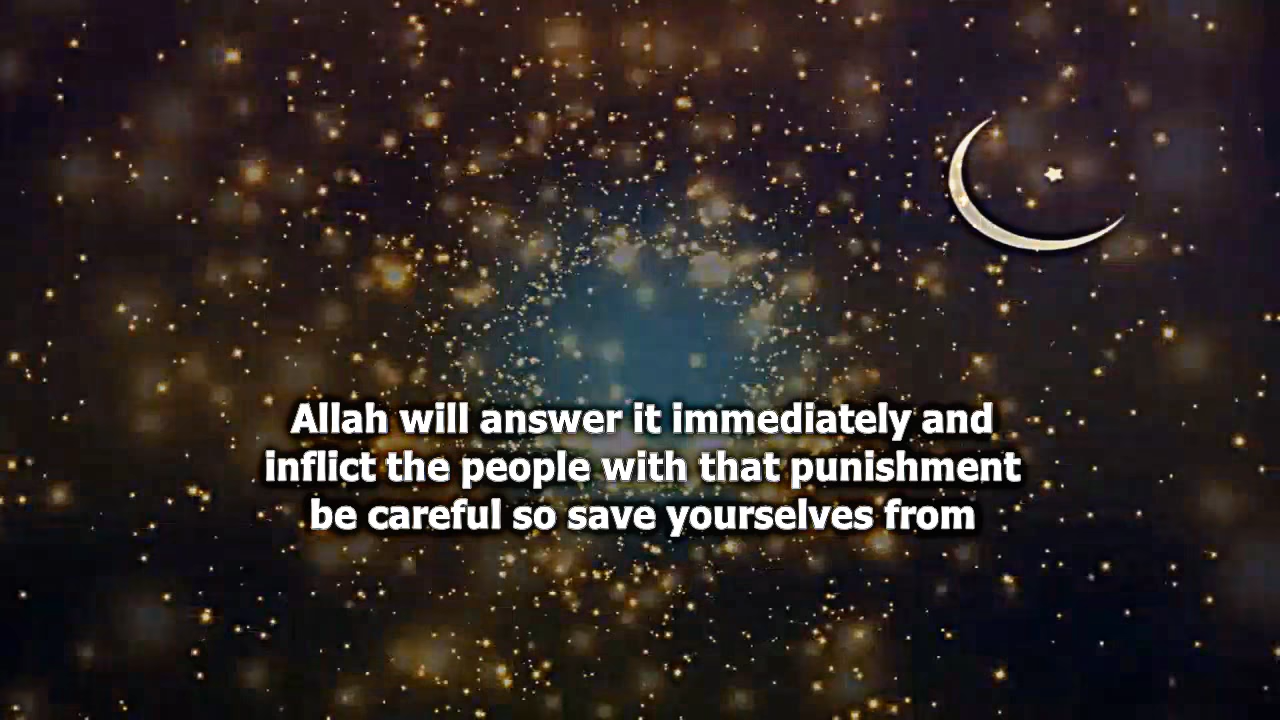 Allah will answer it immediately and
inflict the people with that punishment
be careful so save yourselves from